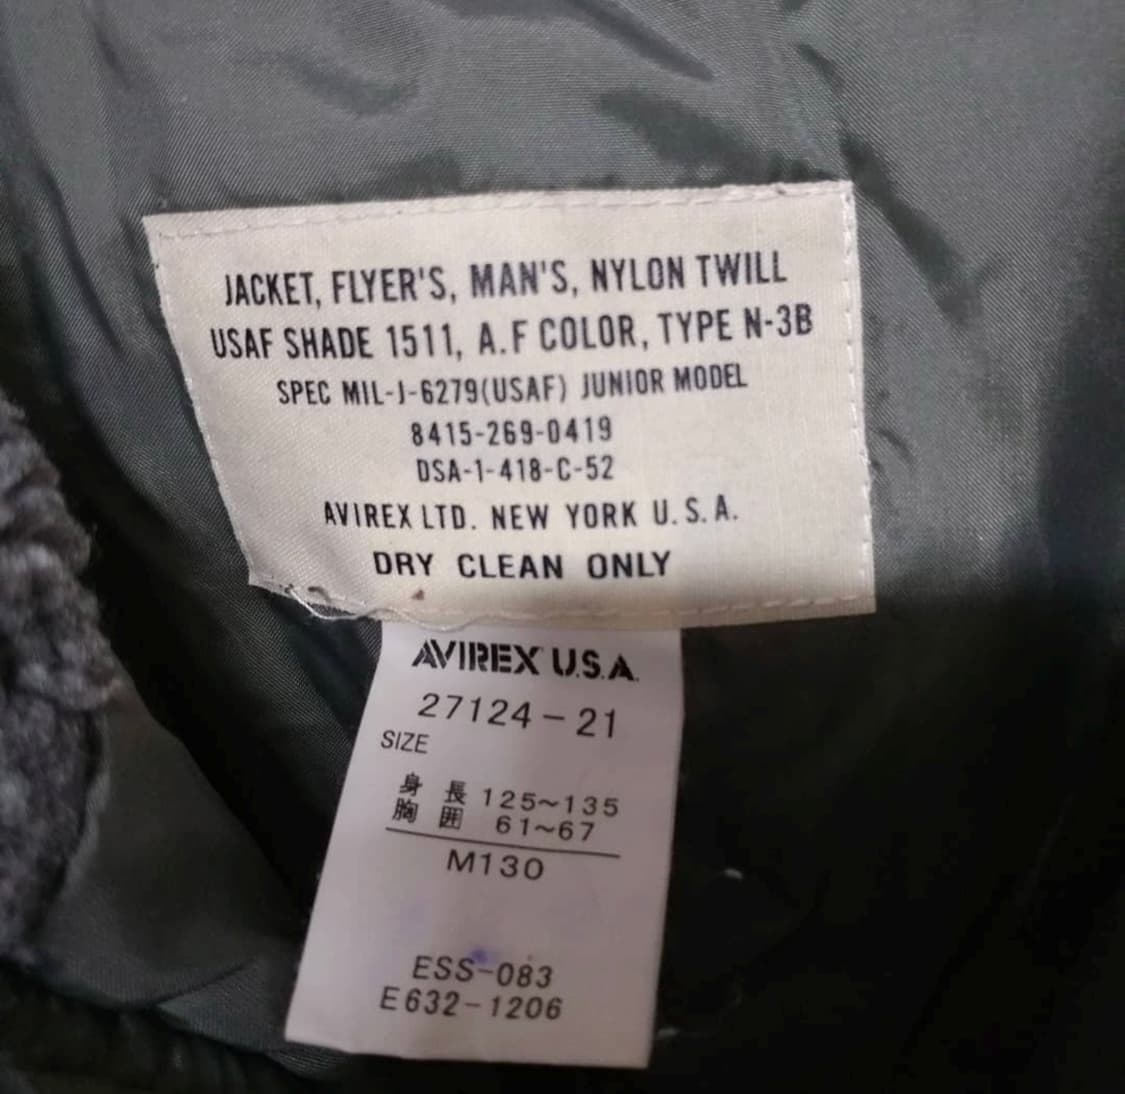 JACKET, FLYER'S, MAN'S, NYLON TWILL
USAF SHADE 1511, A.F COLOR, TYPE N-3B
SPEC MIL-J-6279(USAF) JUNIOR MODEL
8415-269-0419
DSA-1-418-C-52
AVIREX LTD. NEW YORK U.S.A.
DRY CLEAN ONLY
AVIREX U.S.A.
27124-21
SIZE
身 長 125~135
胸 囲 61~67
M130
ESS-083
E632-1206